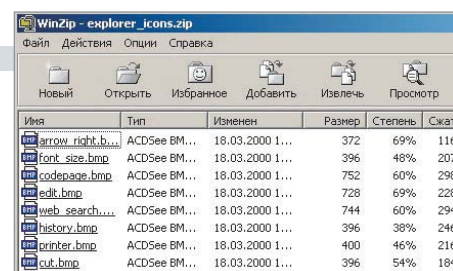 WinZip - explorer_icons.zip
Файл Действия Опции Справка
Новый Открыть Избранное Добавить Извлечь Просмотр
Имя Тип Изменен Размер Степень Сжат
arrow_right.b... ACDSee BM... 18.03.2000 1... 372 69% 116
font_size.bmp ACDSee BM... 18.03.2000 1... 396 48% 207
codepage.bmp ACDSee BM... 18.03.2000 1... 752 60% 298
edit.bmp ACDSee BM... 18.03.2000 1... 728 69% 228
web_search.... ACDSee BM... 18.03.2000 1... 744 60% 294
history.bmp ACDSee BM... 18.03.2000 1... 396 38% 246
printer.bmp ACDSee BM... 18.03.2000 1... 400 46% 216
cut.bmp ACDSee BM... 18.03.2000 1... 396 54% 184